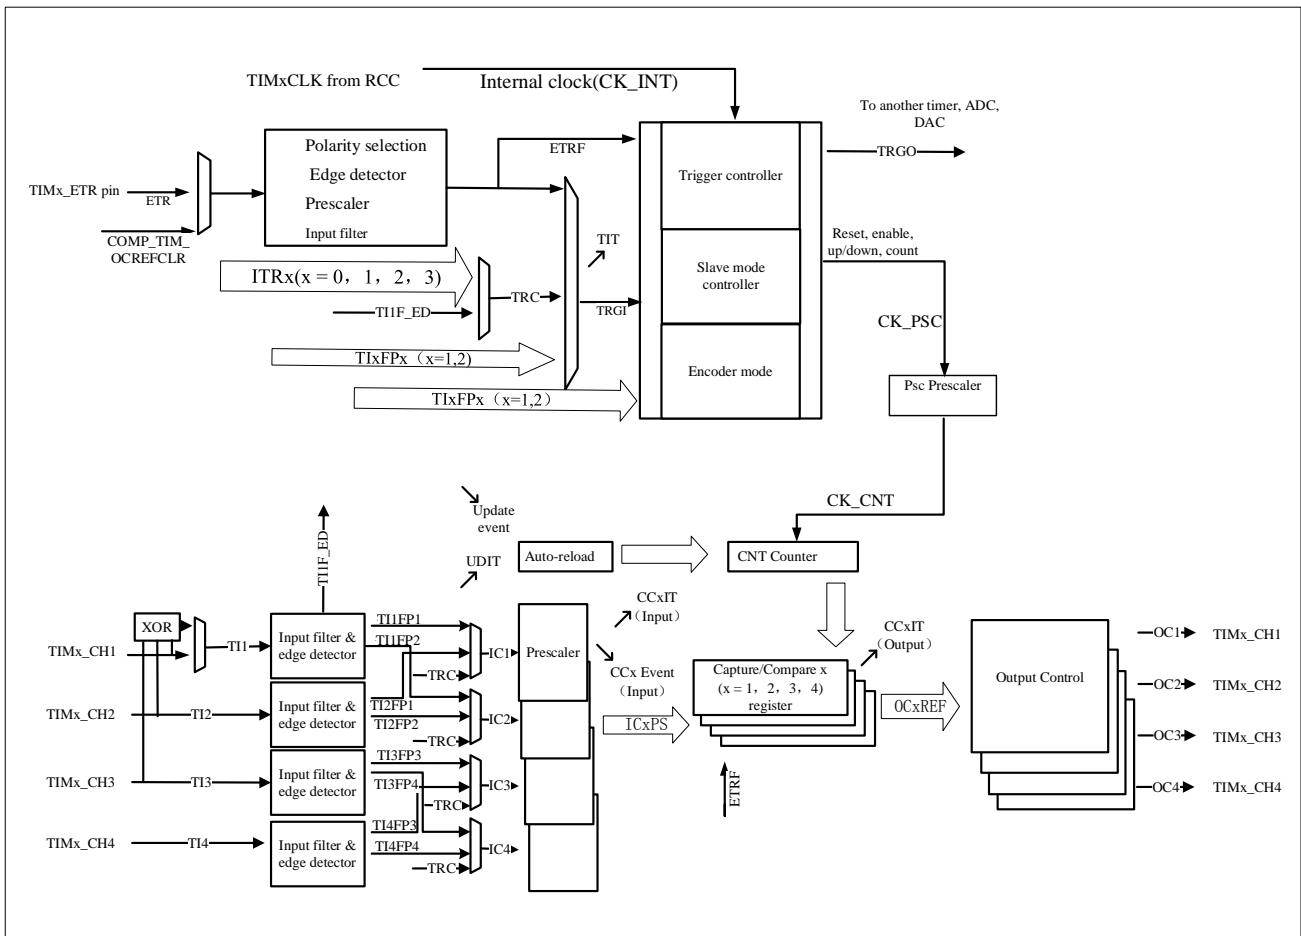 TIMxCLK from RCC
Internal clock(CK_INT)
To another timer, ADC,
DAC
TRGO
Polarity selection
Edge detector
Prescaler
Input filter
ETRF
TIMx_ETR pin
ETR
COMP_TIM_
OCREFCLR
Trigger controller
Slave mode
controller
Encoder mode
Reset, enable,
up/down, count
TIT
ITRx(x = 0，1，2，3)
TRC
TI1F_ED
TRGI
TIxFPx（x=1,2)
TIxFPx（x=1,2）
CK_PSC
Psc Prescaler
CK_CNT
Update
event
UDIT
Auto-reload
CNT Counter
TI1F_ED
XOR
TIMx_CH1
TI1
Input filter &
edge detector
TI1FP1
TI1FP2
TRC
IC1
Prescaler
CCxIT
（Input）
CCx Event
（Input）
CCxIT
（Output）
TIMx_CH2
TI2
Input filter &
edge detector
TI2FP1
TI2FP2
TRC
IC2
ICxPS
Capture/Compare x
(x = 1，2，3，4)
register
OCxREF
Output Control
OC1
TIMx_CH1
OC2
TIMx_CH2
OC3
TIMx_CH3
OC4
TIMx_CH4
ETRF
TIMx_CH3
TI3
Input filter &
edge detector
TI3FP3
TI3FP4
TRC
IC3
TIMx_CH4
TI4
Input filter &
edge detector
TI4FP3
TI4FP4
TRC
IC4